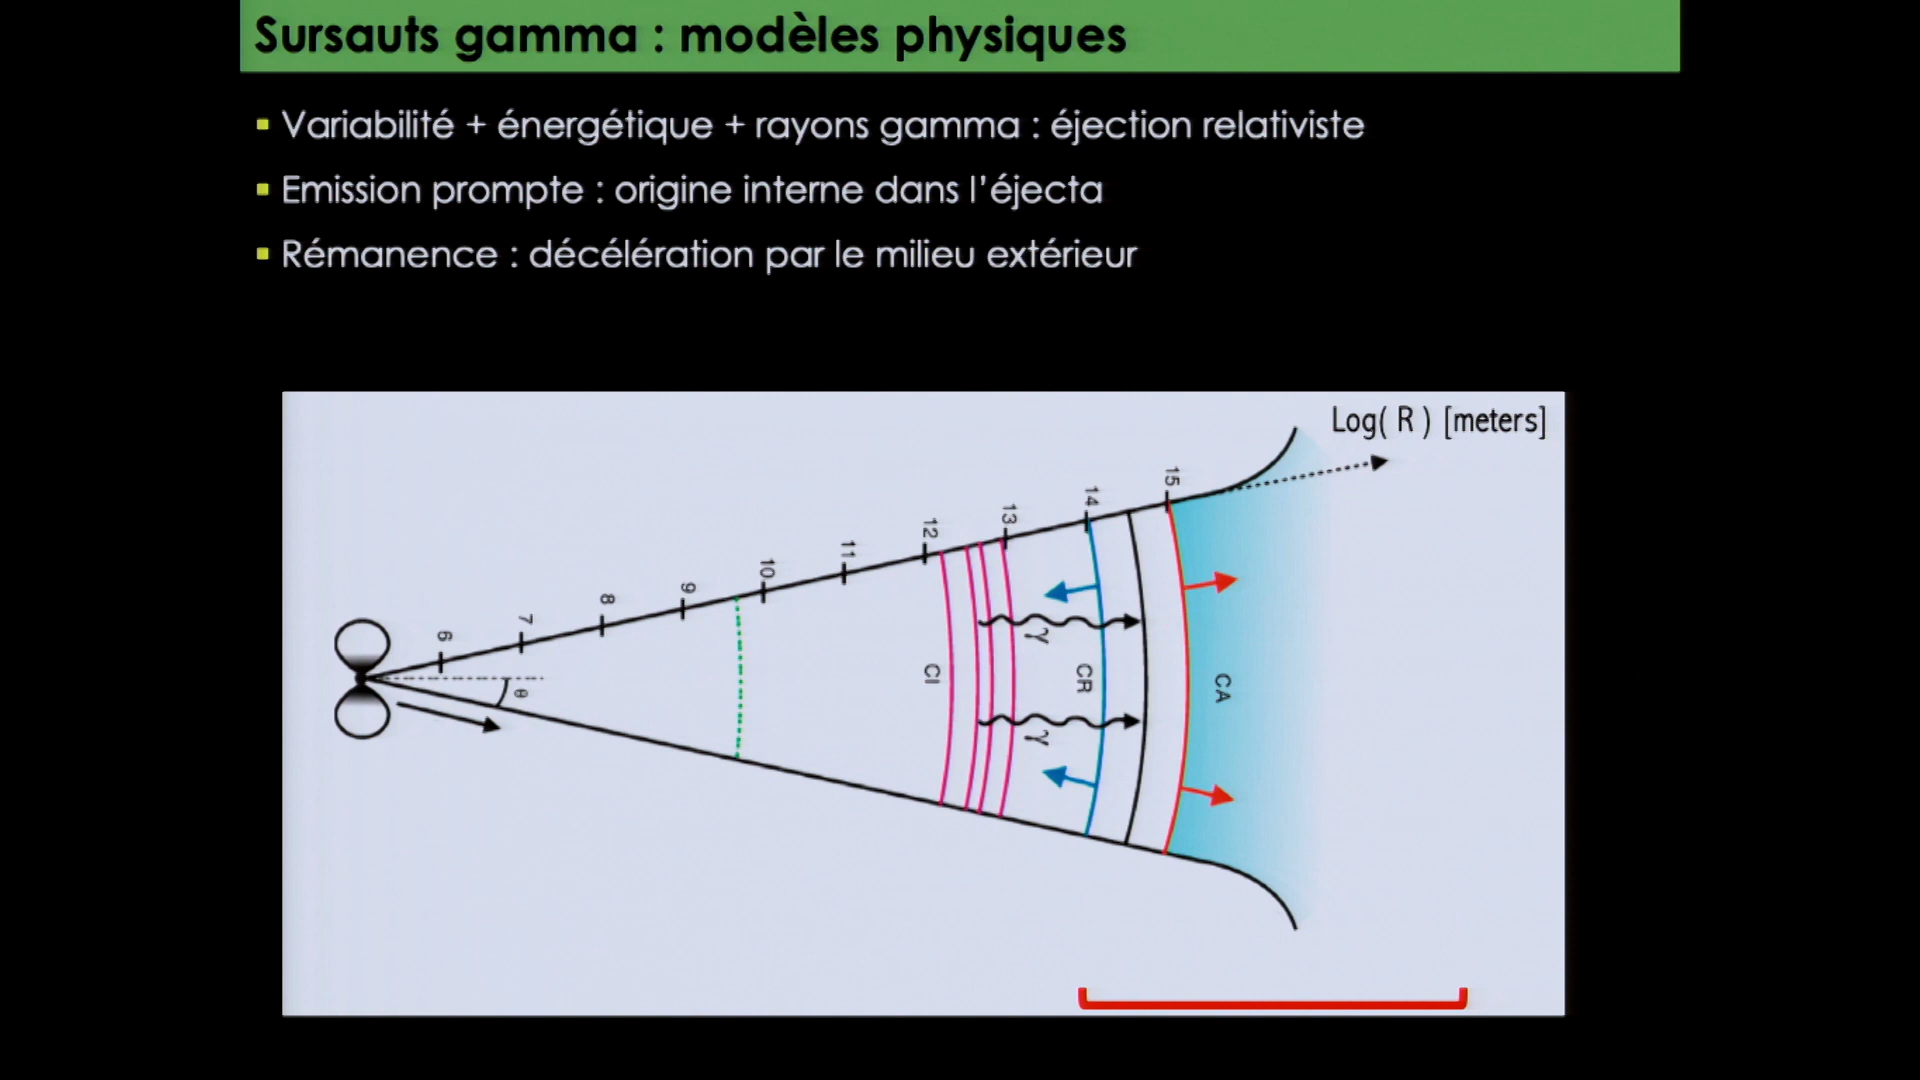 Sursauts gamma : modèles physiques
Variabilité + énergétique + rayons gamma : éjection relativiste
Emission prompte : origine interne dans l'éjecta
Rémanence : décélération par le milieu extérieur
Log( R ) [meters]
6 7 8 9 10 11 12 13 14 15
θ
CI
γ
γ
CR
CA